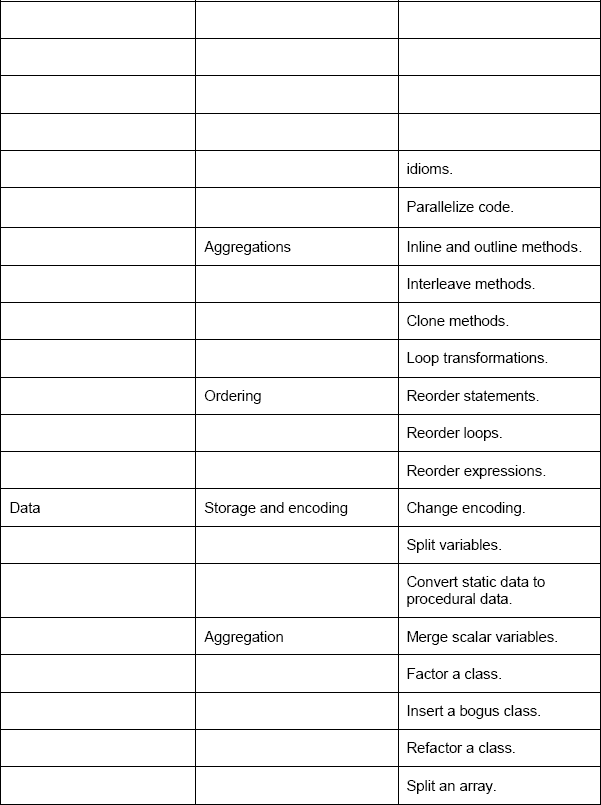 idioms.
Parallelize code.
Aggregations Inline and outline methods.
Interleave methods.
Clone methods.
Loop transformations.
Ordering Reorder statements.
Reorder loops.
Reorder expressions.
Data Storage and encoding Change encoding.
Split variables.
Convert static data to
procedural data.
Aggregation Merge scalar variables.
Factor a class.
Insert a bogus class.
Refactor a class.
Split an array.